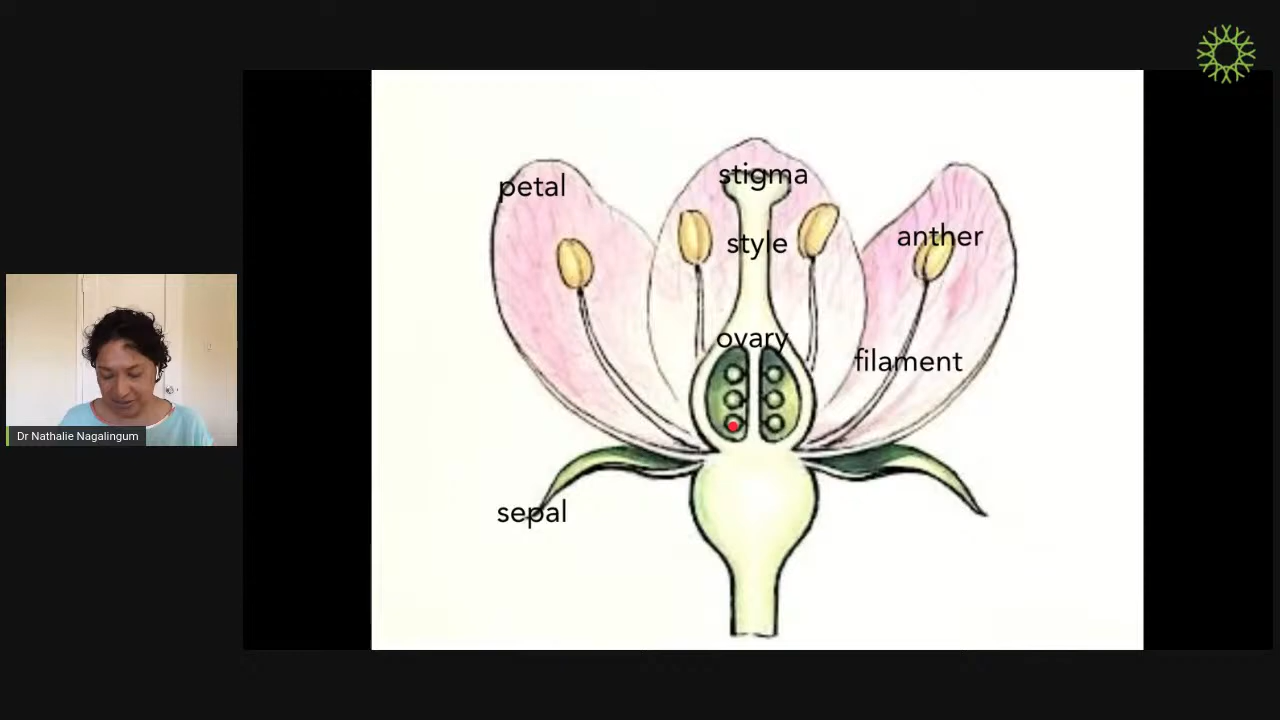 stigma
petal
anther
style
ovary
filament
sepal
Dr Nathalie Nagalingum